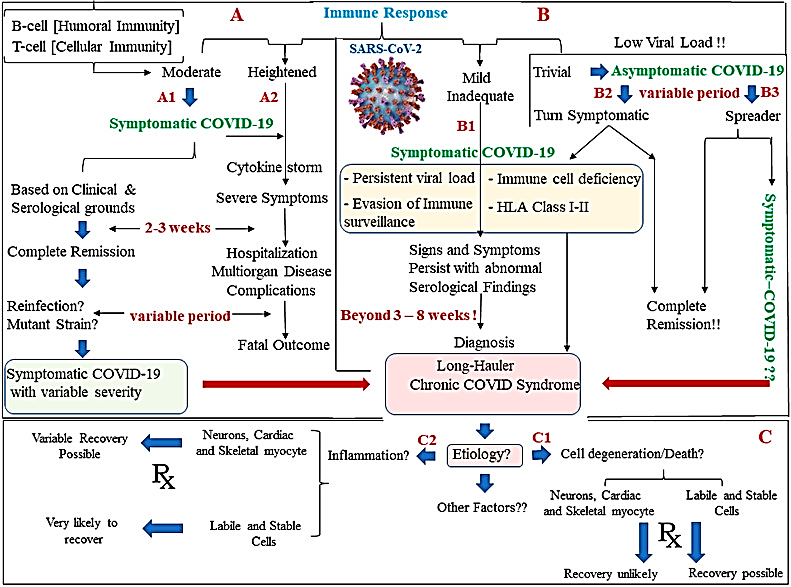 A
Immune Response
B
B-cell [Humoral Immunity]
T-cell [Cellular Immunity]
Moderate
Heightened
SARS-CoV-2
Mild
Inadequate
Low Viral Load !!
Trivial
Asymptomatic COVID-19
A1
A2
B1
B2
variable period
B3
Turn Symptomatic
Spreader
Symptomatic COVID-19
Symptomatic COVID-19
Cytokine storm
Severe Symptoms
- Persistent viral load
- Evasion of Immune
surveillance
- Immune cell deficiency
- HLA Class I-II
Based on Clinical &
Serological grounds
2-3 weeks
Complete Remission
Hospitalization
Multiorgan Disease
Complications
Signs and Symptoms
Persist with abnormal
Serological Findings
Symptomatic–COVID-19 ??
Reinfection?
Mutant Strain?
variable period
Fatal Outcome
Beyond 3 – 8 weeks !
Diagnosis
Complete
Remission!!
Symptomatic COVID-19
with variable severity
Long-Hauler
Chronic COVID Syndrome
C
Variable Recovery
Possible
Neurons, Cardiac
and Skeletal myocyte
Inflammation?
C2
Etiology?
C1
Cell degeneration/Death?
Rx
Other Factors??
Very likely to
recover
Labile and Stable
Cells
Neurons, Cardiac
and Skeletal myocyte
Labile and Stable
Cells
Rx
Recovery unlikely
Recovery possible